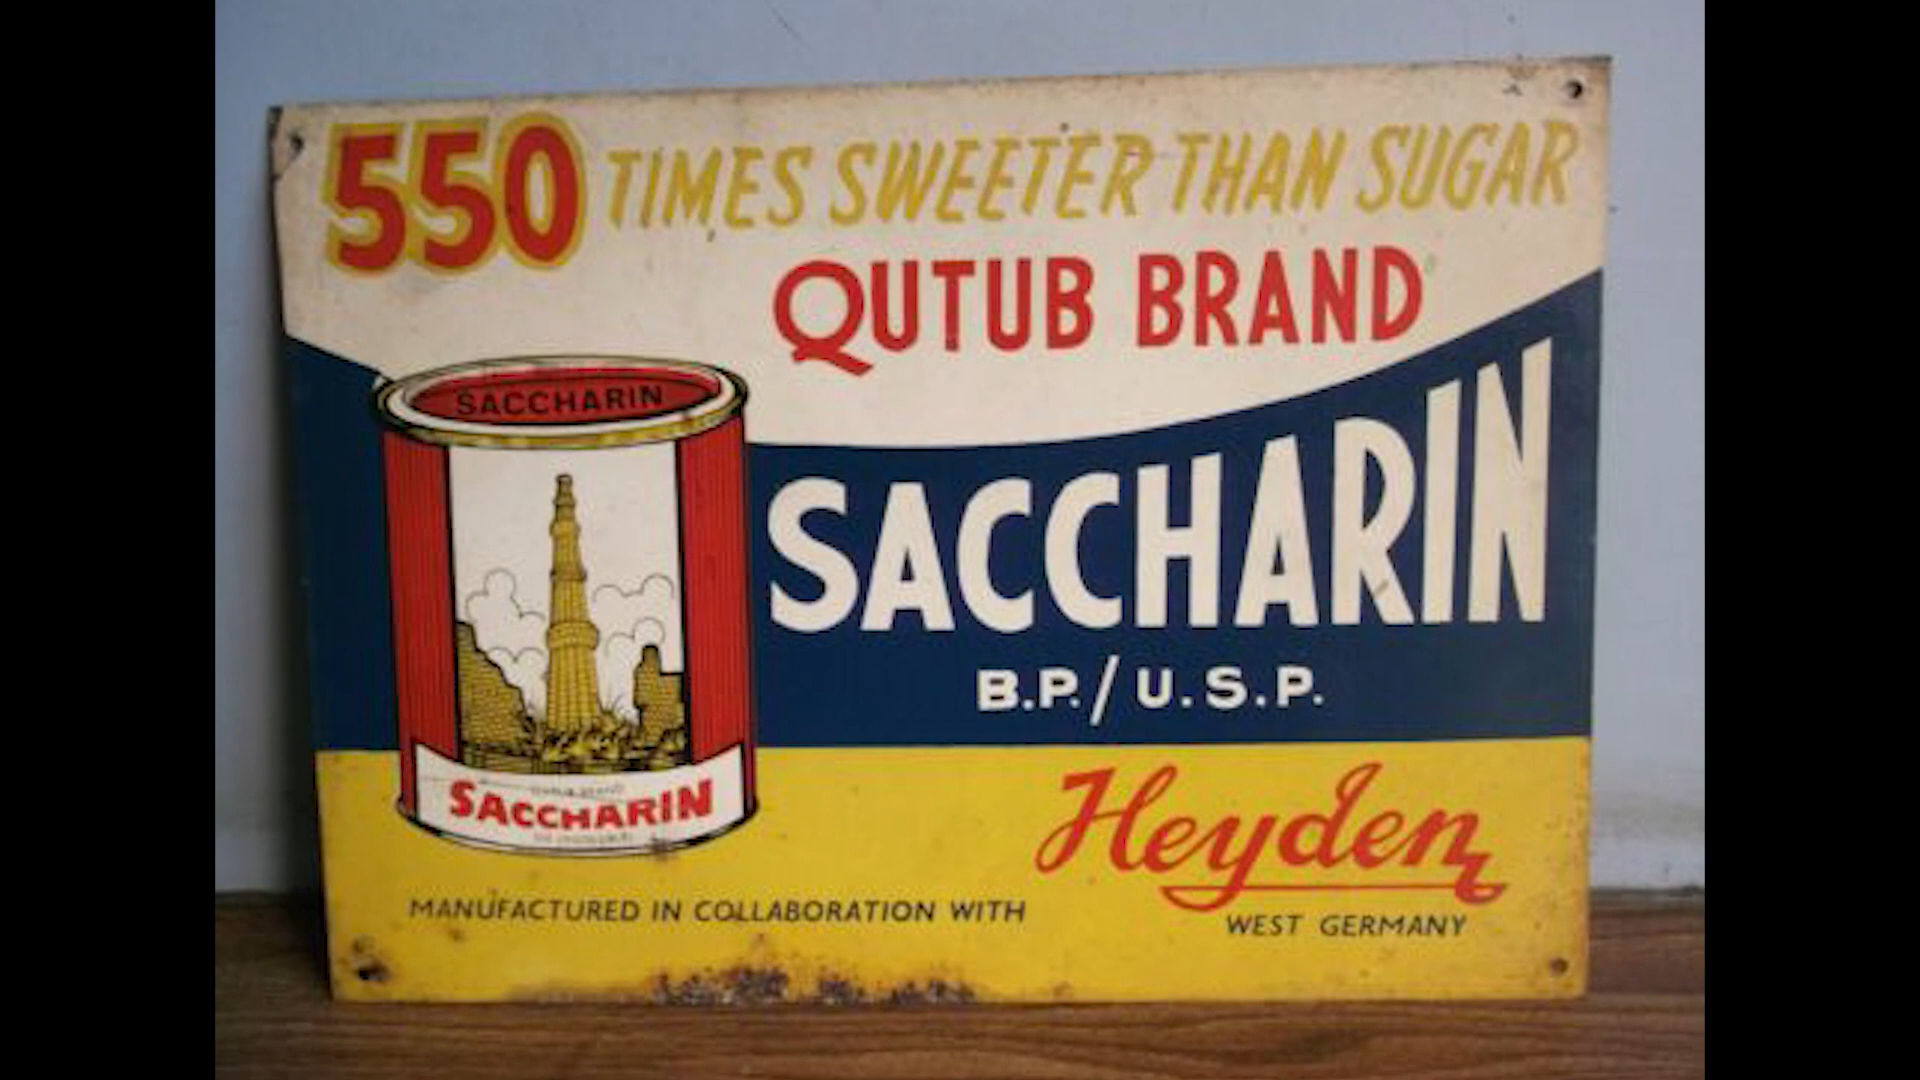 550 TIMES SWEETER THAN SUGAR
QUTUB BRAND
SACCHARIN
SACCHARIN
B.P./U.S.P.
SACCHARIN
Heyden
MANUFACTURED IN COLLABORATION WITH
WEST GERMANY